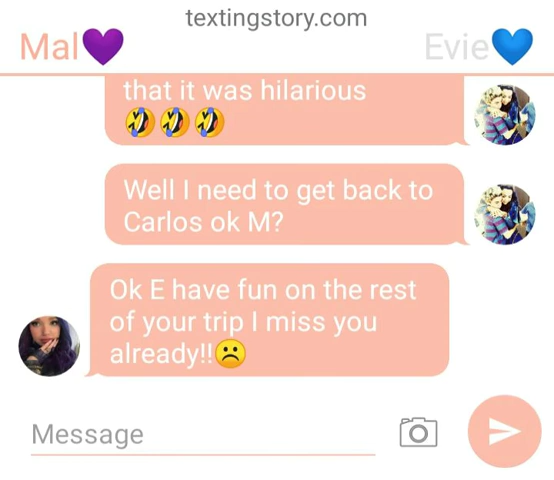 textingstory.com
Mal💜 Evie💙
that it was hilarious
🤣🤣🤣
Well I need to get back to
Carlos ok M?
Ok E have fun on the rest
of your trip I miss you
already!!☹️
Message